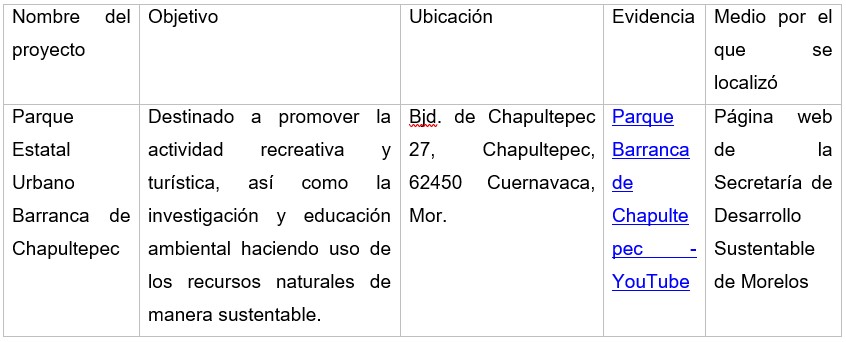 Nombre del
proyecto
Objetivo
Ubicación
Evidencia
Medio por el
que se
localizó
Parque
Estatal
Urbano
Barranca de
Chapultepec
Destinado a promover la
actividad recreativa y
turística, así como la
investigación y educación
ambiental haciendo uso de
los recursos naturales de
manera sustentable.
Bjd. de Chapultepec
27, Chapultepec,
62450 Cuernavaca,
Mor.
Parque
Barranca
de
Chapulte
pec -
YouTube
Página web
de la
Secretaría de
Desarrollo
Sustentable
de Morelos